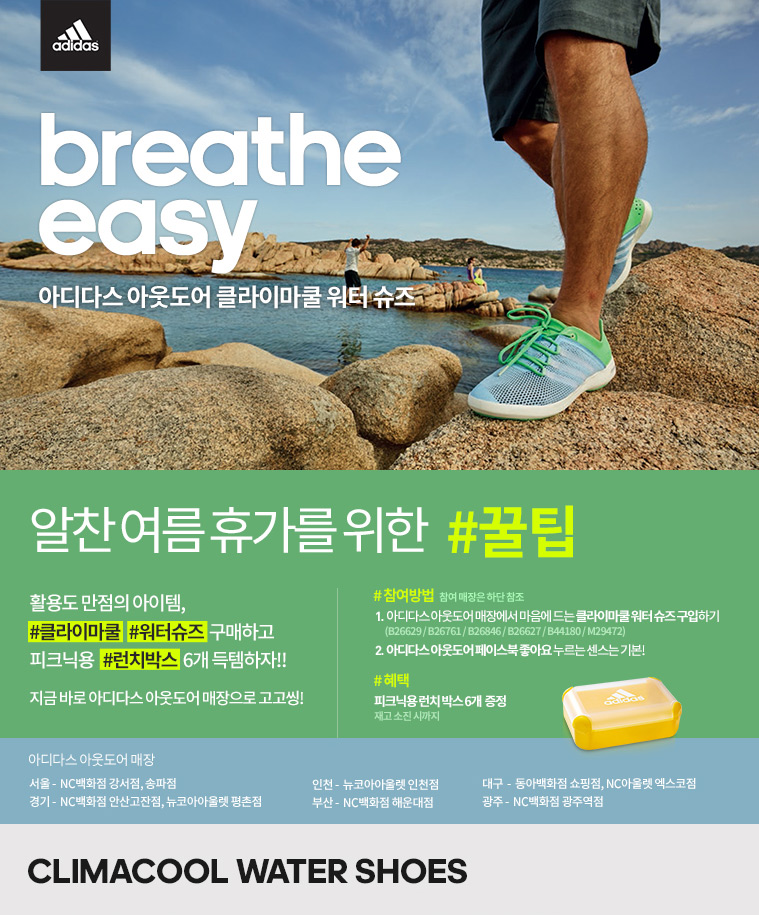 adidas
breathe
easy
아디다스 아웃도어 클라이마쿨 워터 슈즈
알찬 여름 휴가를 위한 #꿀팁
활용도 만점의 아이템,
#클라이마쿨 #워터슈즈 구매하고
피크닉용 #런치박스 6개 득템하자!!
지금 바로 아디다스 아웃도어 매장으로 고고씽!
# 참여방법 참여 매장은 하단 참조
1. 아디다스 아웃도어 매장에서 마음에 드는 클라이마쿨 워터 슈즈 구입하기
(B26629 / B26761 / B26846 / B26627 / B44180 / M29472)
2. 아디다스 아웃도어 페이스북 좋아요 누르는 센스는 기본!
# 혜택
피크닉용 런치 박스 6개 증정
재고 소진 시까지
adidas
아디다스 아웃도어 매장
서울 - NC백화점 강서점, 송파점
경기 - NC백화점 안산고잔점, 뉴코아아울렛 평촌점
인천 - 뉴코아아울렛 인천점
부산 - NC백화점 해운대점
대구 - 동아백화점 쇼핑점, NC아울렛 엑스코점
광주 - NC백화점 광주역점
CLIMACOOL WATER SHOES